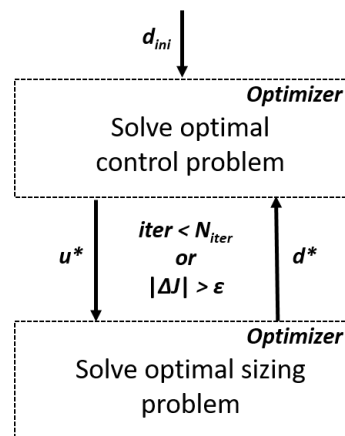 d_ini
Optimizer
Solve optimal
control problem
u*
iter < N_iter
or
|ΔJ| > ε
d*
Optimizer
Solve optimal sizing
problem